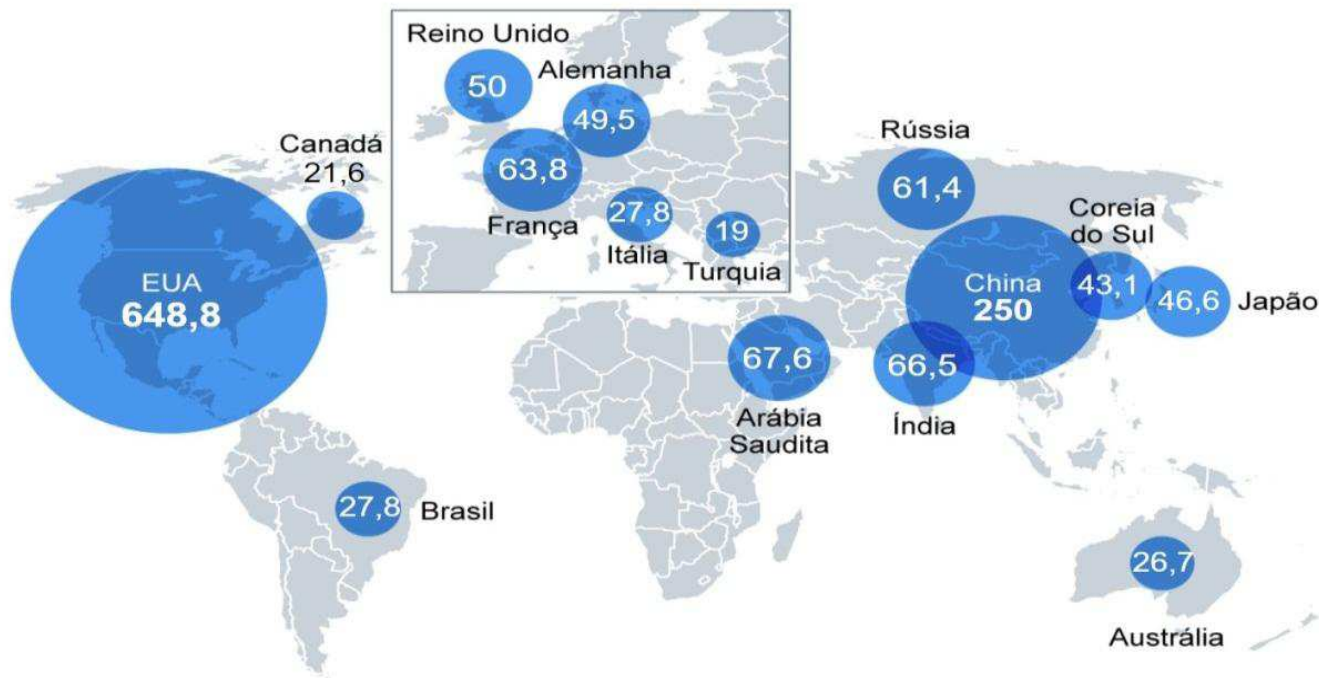 Reino Unido
50
Alemanha
49,5
63,8
França
27,8
Itália
19
Turquia
Canadá
21,6
EUA
648,8
Rússia
61,4
Coreia
do Sul
43,1
China
250
46,6 Japão
67,6
Arábia
Saudita
66,5
Índia
27,8 Brasil
26,7
Austrália